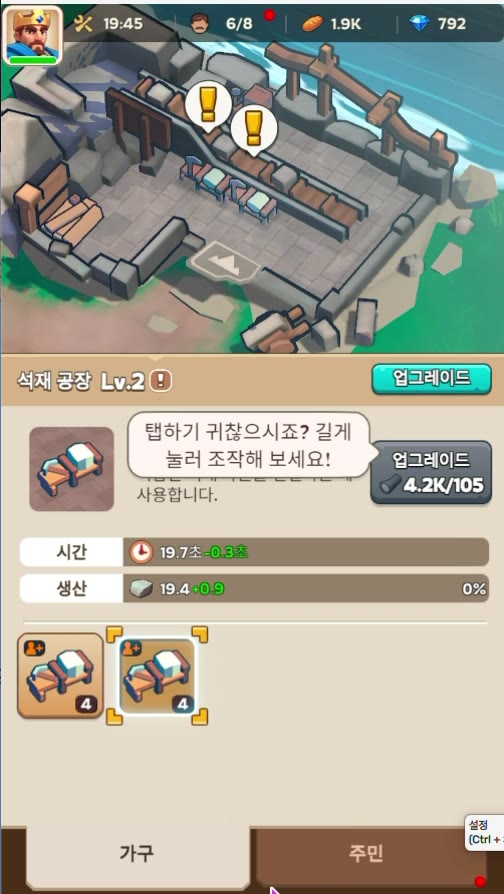 19:45
6/8
1.9K
792
석재 공장 Lv.2
업그레이드
탭하기 귀찮으시죠? 길게
눌러 조작해 보세요!
사용합니다.
업그레이드
4.2K/105
시간
19.7초-0.3초
생산
19.4+0.9
0%
4
4
가구
주민
설정
(Ctrl +